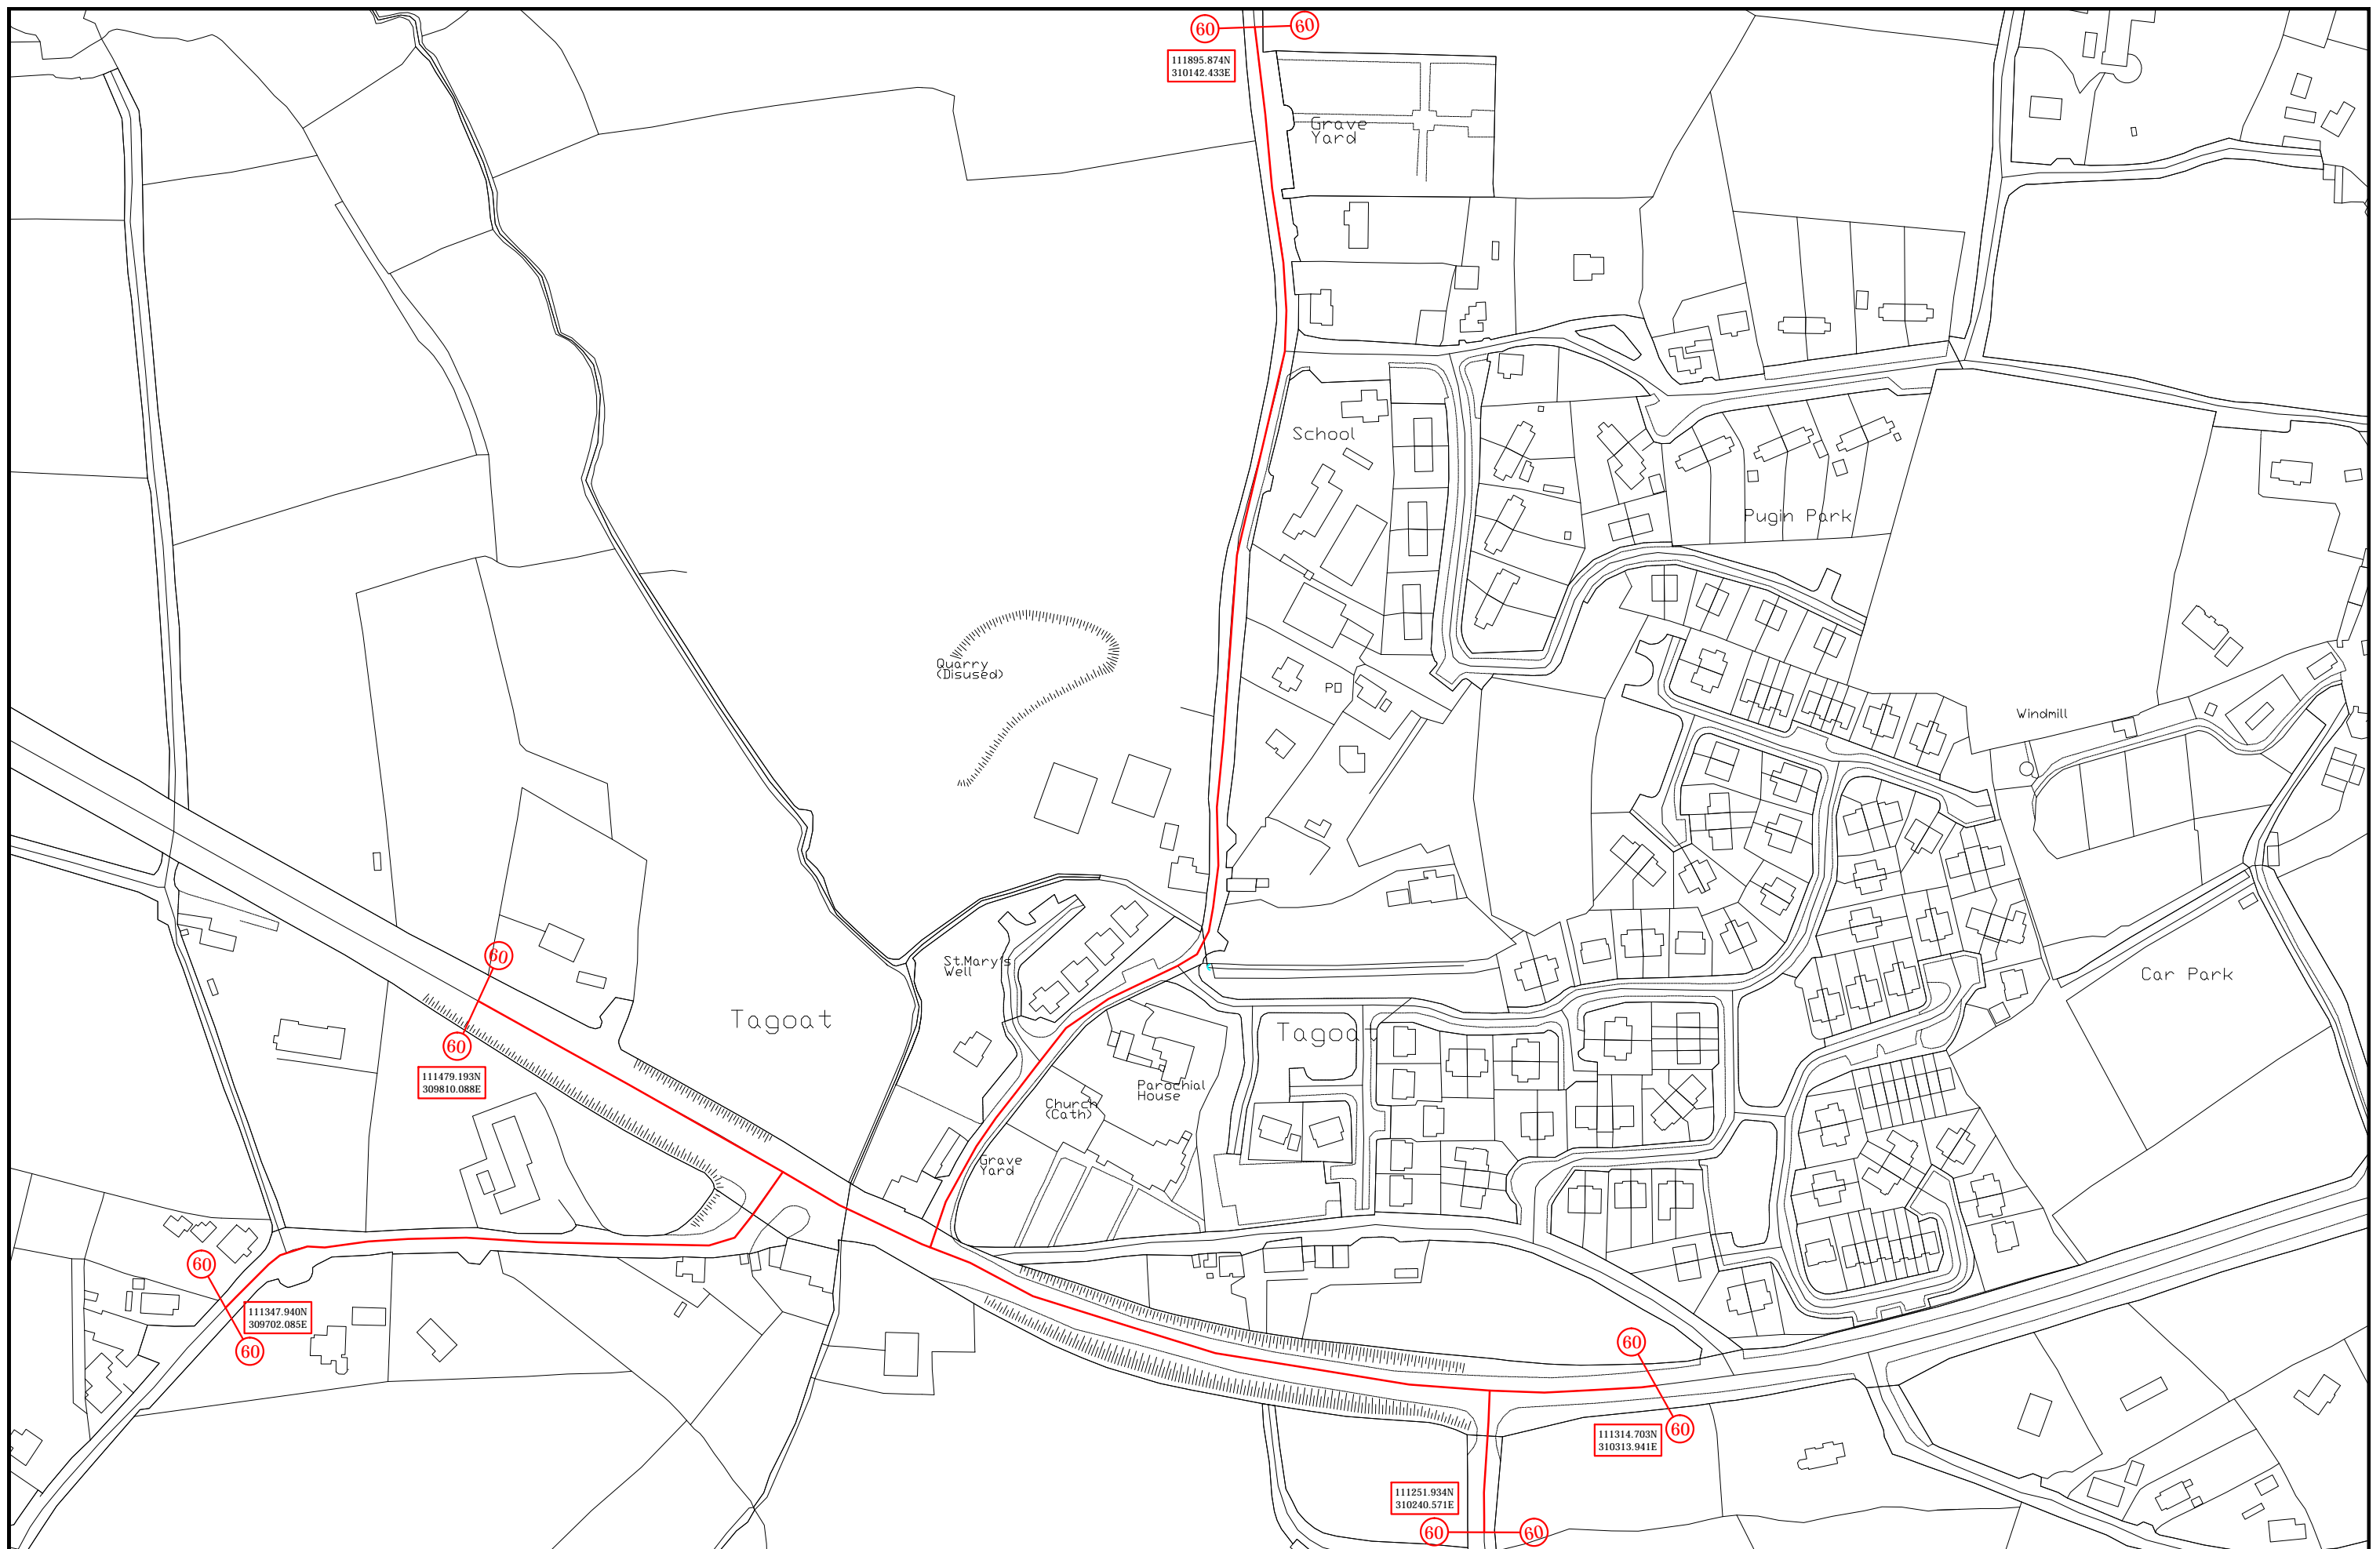 60 60
111895.874N
310142.433E
Grave
Yard
School
Pugin Park
Quarry
(Disused)
PO
Windmill
60
St.Mary's
Well
Car Park
Tagoat
Tagoat
60
111479.193N
309810.088E
Parochial
House
Church
(Cath)
Grave
Yard
60
111347.940N
309702.085E
60
60
111314.703N
310313.941E
60
111251.934N
310240.571E
60 60